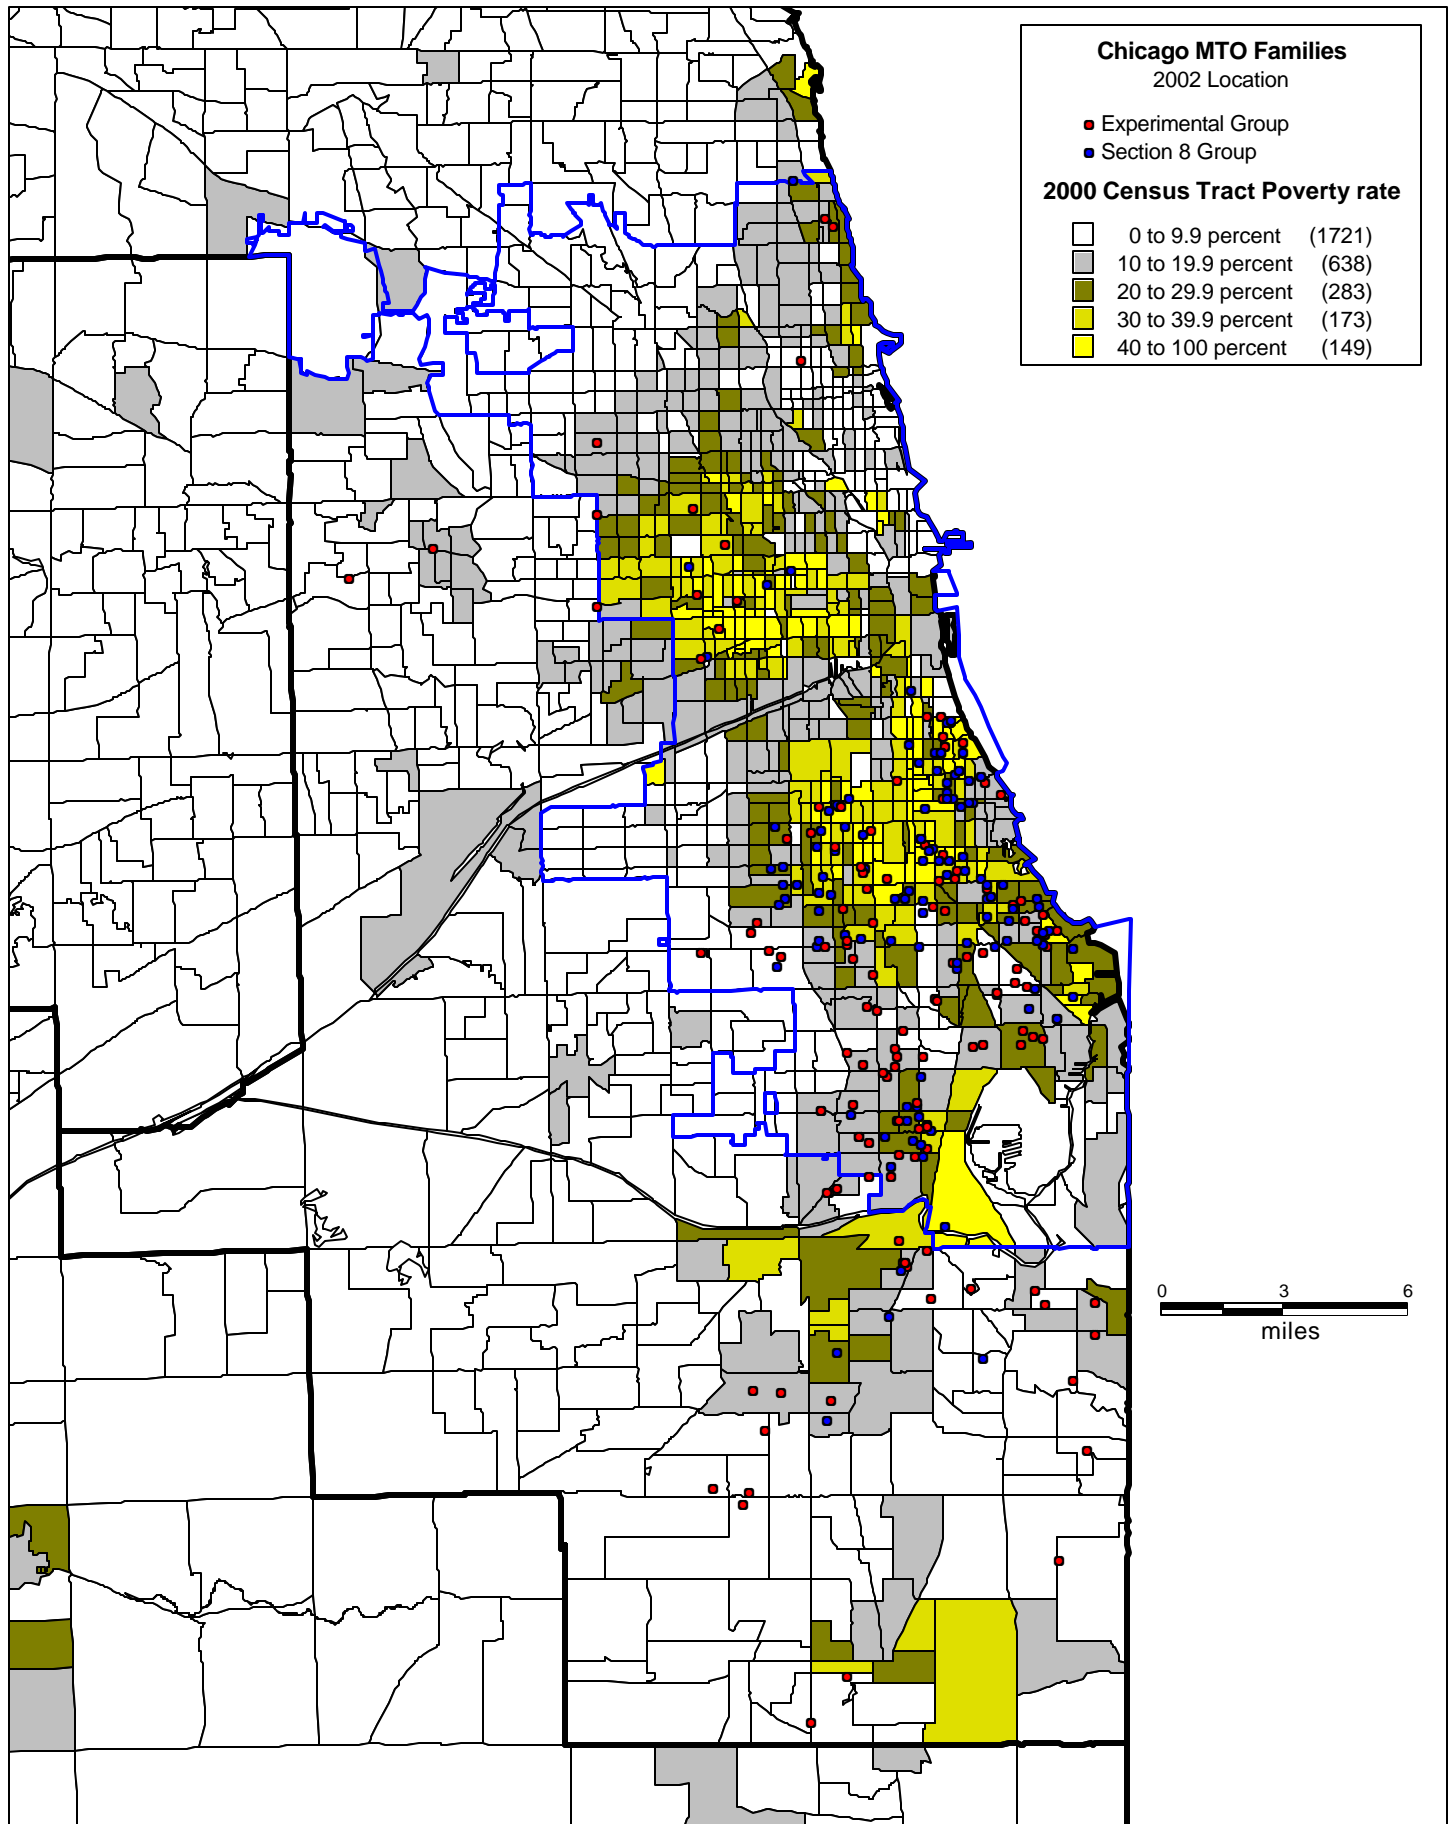 Chicago MTO Families
2002 Location
Experimental Group
Section 8 Group
2000 Census Tract Poverty rate
0 to 9.9 percent (1721)
10 to 19.9 percent (638)
20 to 29.9 percent (283)
30 to 39.9 percent (173)
40 to 100 percent (149)
0 3 6
miles